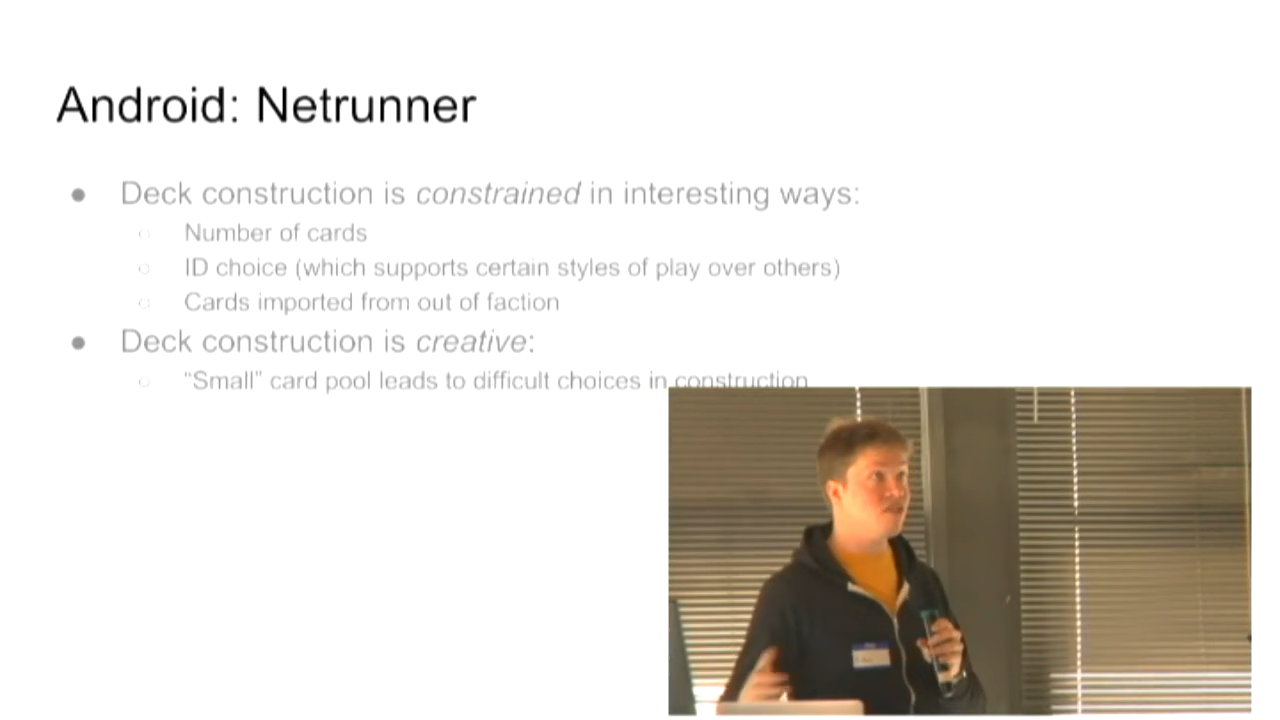 Android: Netrunner
● Deck construction is constrained in interesting ways:
○ Number of cards
○ ID choice (which supports certain styles of play over others)
○ Cards imported from out of faction
● Deck construction is creative:
○ “Small” card pool leads to difficult choices in construction